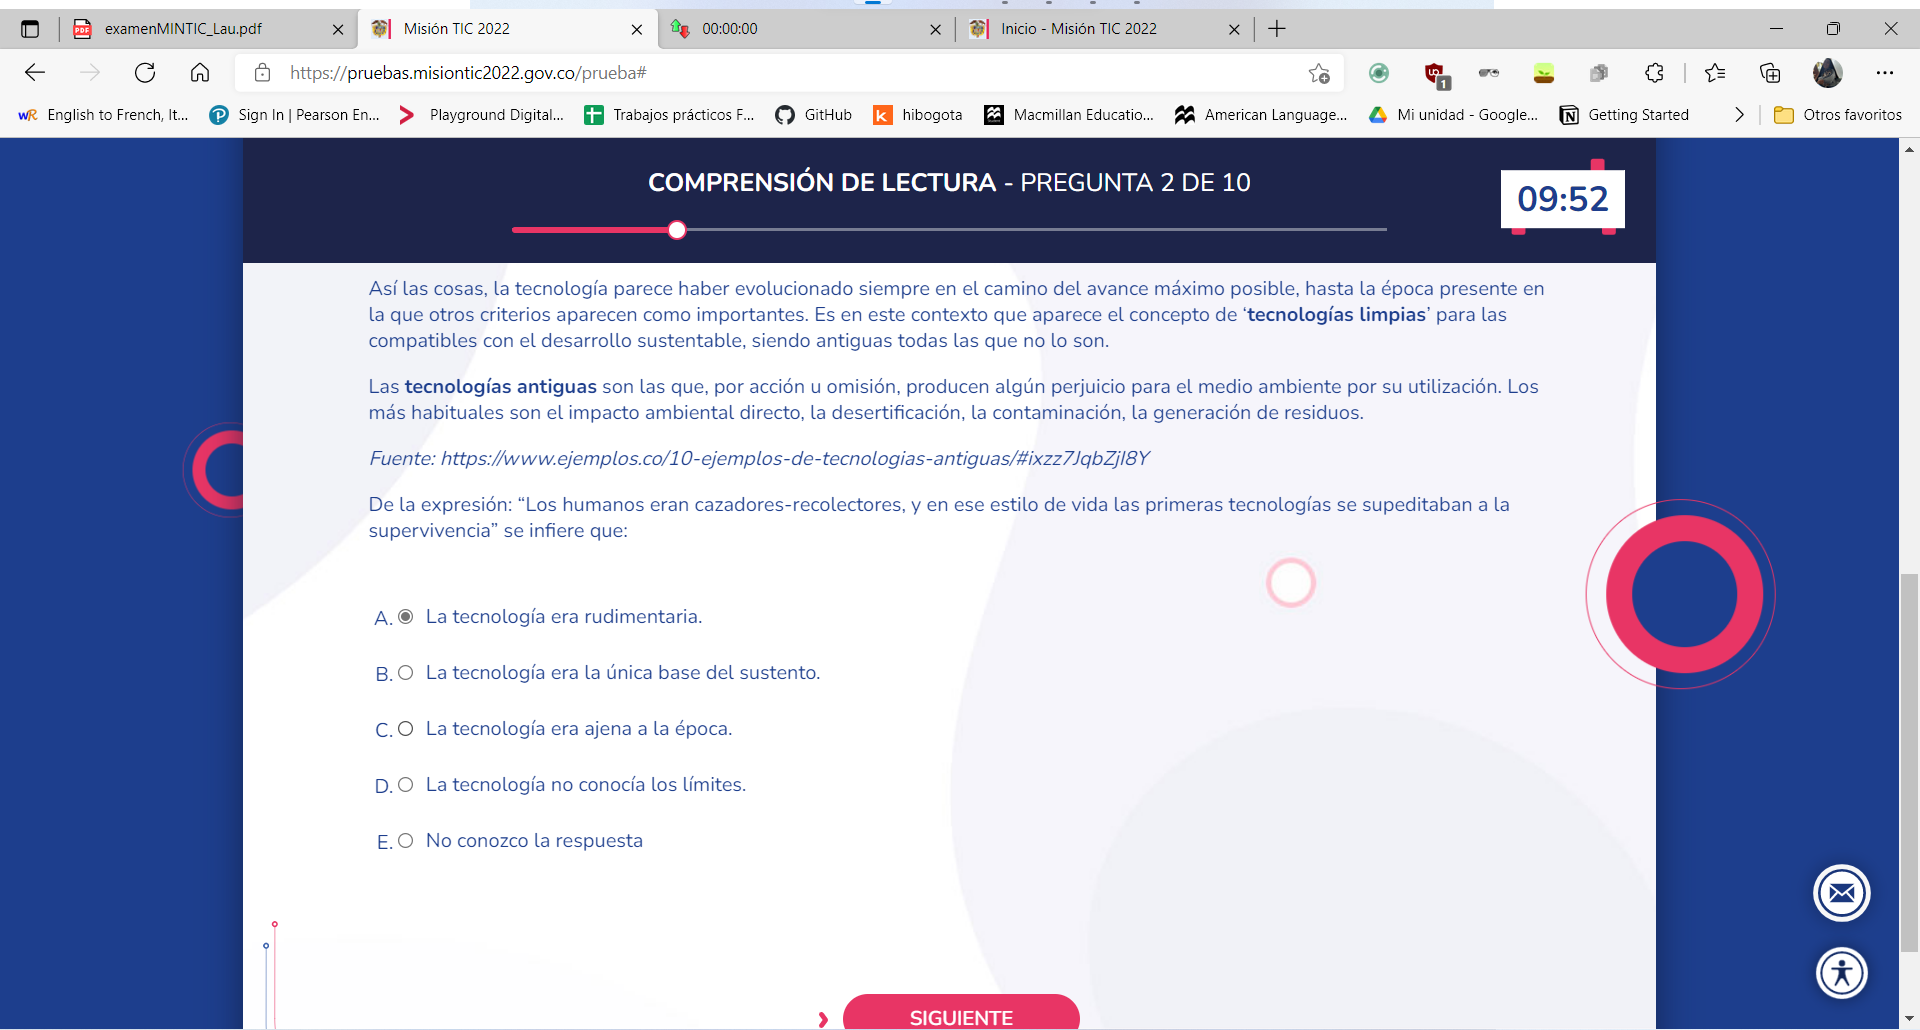 examenMINTIC_Lau.pdf
Misión TIC 2022
00:00:00
Inicio - Misión TIC 2022
https://pruebas.misiontic2022.gov.co/prueba#
1
English to French, It...
Sign In | Pearson En...
Playground Digital...
Trabajos prácticos F...
GitHub
hibogota
Macmillan Educatio...
American Language...
Mi unidad - Google...
Getting Started
Otros favoritos
COMPRENSIÓN DE LECTURA - PREGUNTA 2 DE 10
09:52
Así las cosas, la tecnología parece haber evolucionado siempre en el camino del avance máximo posible, hasta la época presente en
la que otros criterios aparecen como importantes. Es en este contexto que aparece el concepto de ‘tecnologías limpias’ para las
compatibles con el desarrollo sustentable, siendo antiguas todas las que no lo son.
Las tecnologías antiguas son las que, por acción u omisión, producen algún perjuicio para el medio ambiente por su utilización. Los
más habituales son el impacto ambiental directo, la desertificación, la contaminación, la generación de residuos.
Fuente: https://www.ejemplos.co/10-ejemplos-de-tecnologias-antiguas/#ixzz7JqbZjI8Y
De la expresión: “Los humanos eran cazadores-recolectores, y en ese estilo de vida las primeras tecnologías se supeditaban a la
supervivencia” se infiere que:
A. La tecnología era rudimentaria.
B. La tecnología era la única base del sustento.
C. La tecnología era ajena a la época.
D. La tecnología no conocía los límites.
E. No conozco la respuesta
SIGUIENTE